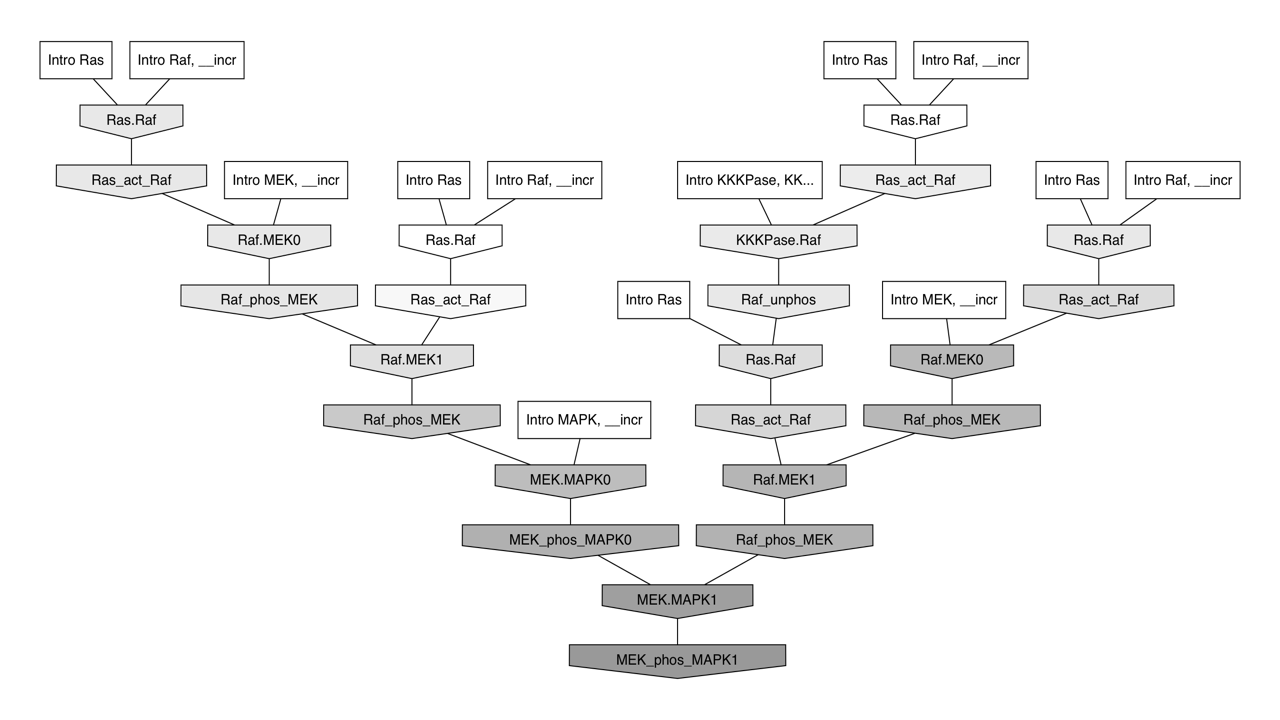 Intro Ras
Intro Raf, __incr
Intro Ras
Intro Raf, __incr
Ras.Raf
Ras.Raf
Ras_act_Raf
Intro MEK, __incr
Intro Ras
Intro Raf, __incr
Intro KKKPase, KK...
Ras_act_Raf
Intro Ras
Intro Raf, __incr
Raf.MEK0
Ras.Raf
KKKPase.Raf
Ras.Raf
Raf_phos_MEK
Ras_act_Raf
Intro Ras
Raf_unphos
Intro MEK, __incr
Ras_act_Raf
Raf.MEK1
Ras.Raf
Raf.MEK0
Raf_phos_MEK
Intro MAPK, __incr
Ras_act_Raf
Raf_phos_MEK
MEK.MAPK0
Raf.MEK1
MEK_phos_MAPK0
Raf_phos_MEK
MEK.MAPK1
MEK_phos_MAPK1